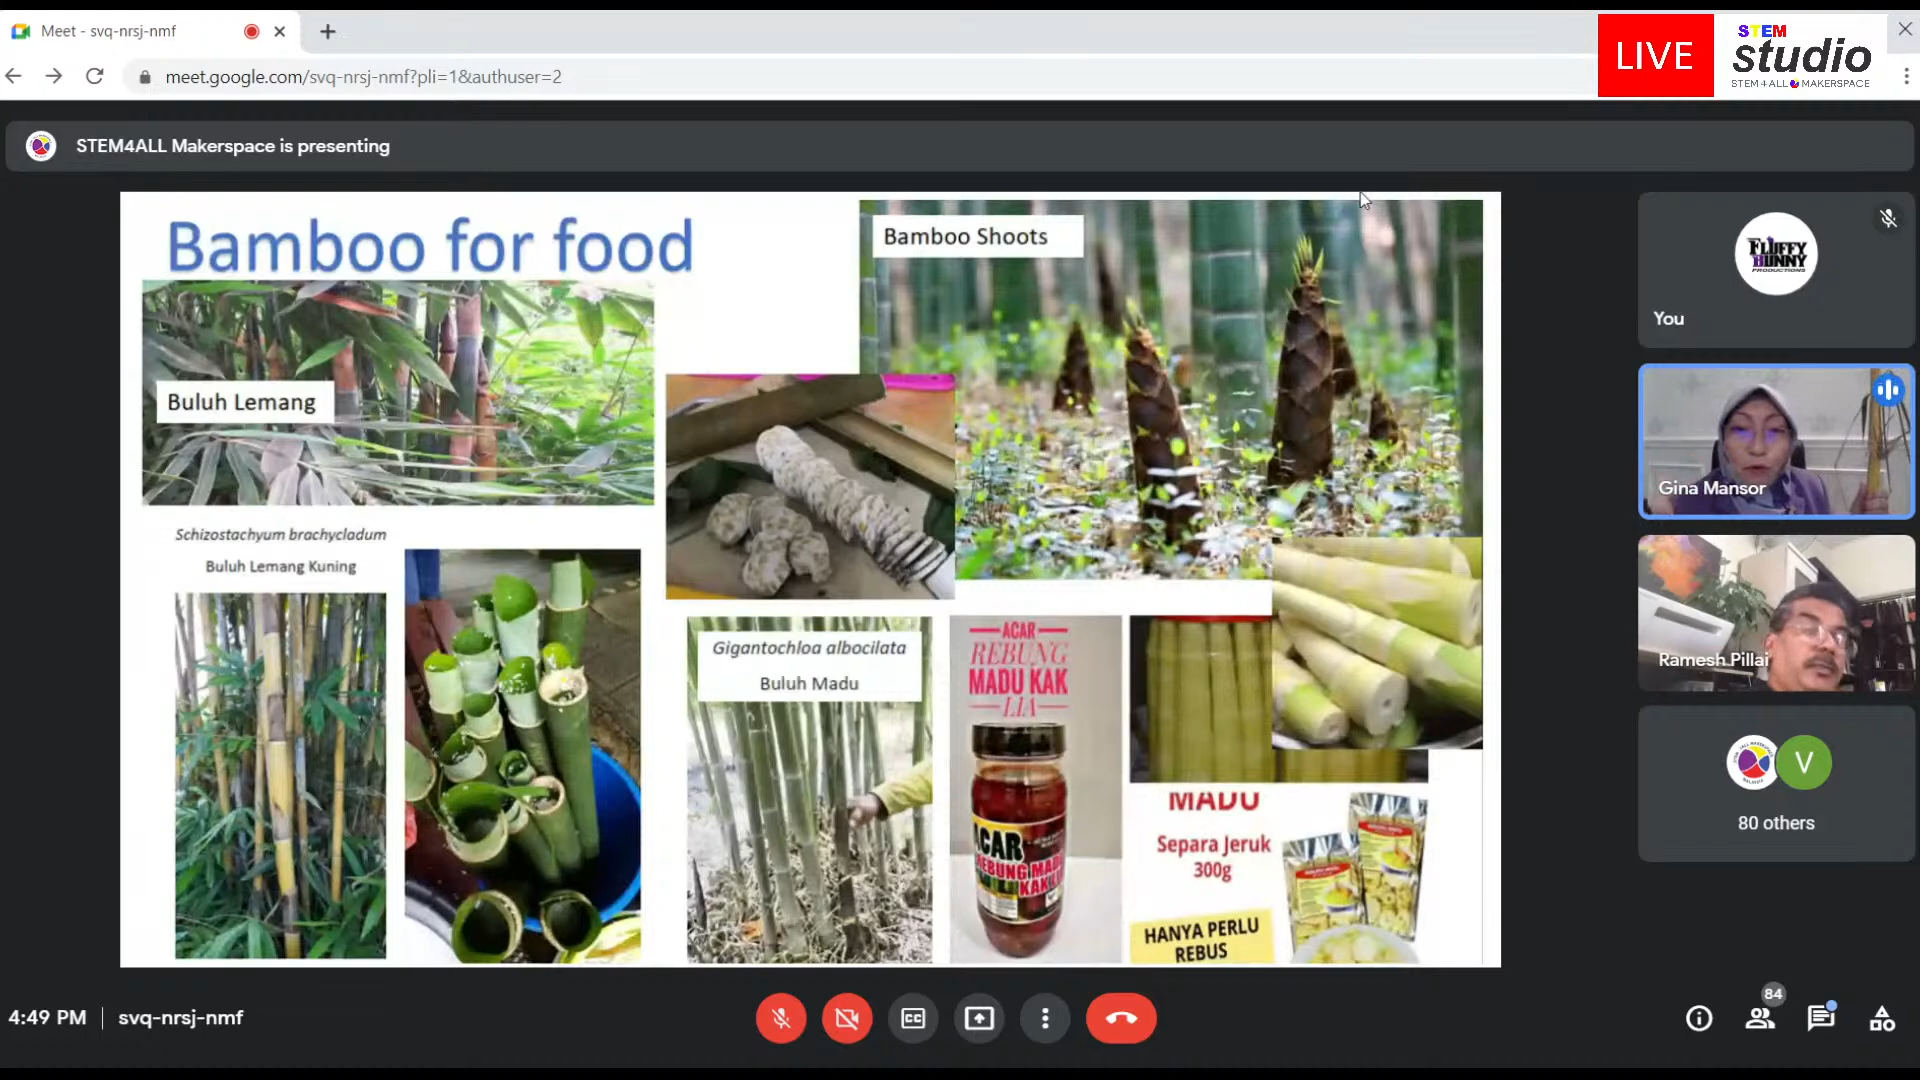 Meet - svq-nrsj-nmf
meet.google.com/svq-nrsj-nmf?pli=1&authuser=2
LIVE
STEM
studio
STEM4ALL MAKERSPACE
STEM4ALL Makerspace is presenting
Bamboo for food
Bamboo Shoots
Buluh Lemang
Schizostachyum brachycladum
Buluh Lemang Kuning
Gigantochloa albocilata
Buluh Madu
ACAR
REBUNG
MADU KAK
LIA
ACAR
REBUNG MADU
KAK
MADU
Separa Jeruk
300g
HANYA PERLU
REBUS
FLUFFY
BUNNY
PRODUCTIONS
You
Gina Mansor
Ramesh Pillai
V
80 others
4:49 PM
svq-nrsj-nmf
CC
84